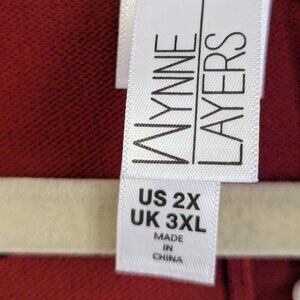 WYNNE
LAYERS
US 2X
UK 3XL
MADE
IN
CHINA